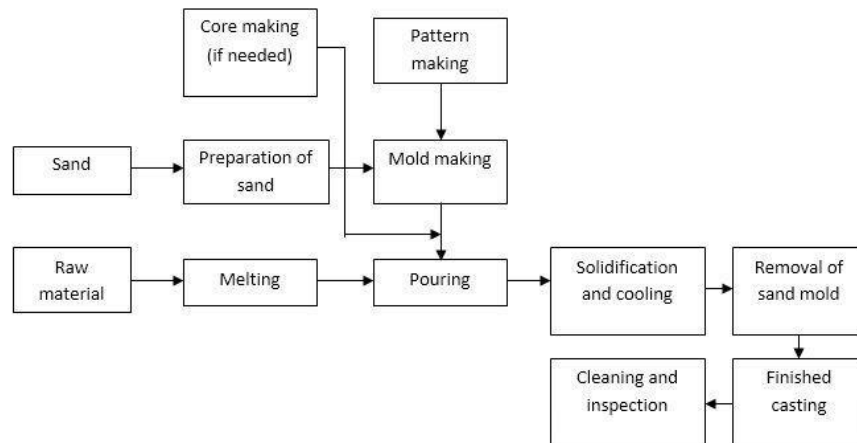 Core making
(if needed)
Pattern
making
Sand
Preparation of
sand
Mold making
Raw
material
Melting
Pouring
Solidification
and cooling
Removal of
sand mold
Cleaning and
inspection
Finished
casting